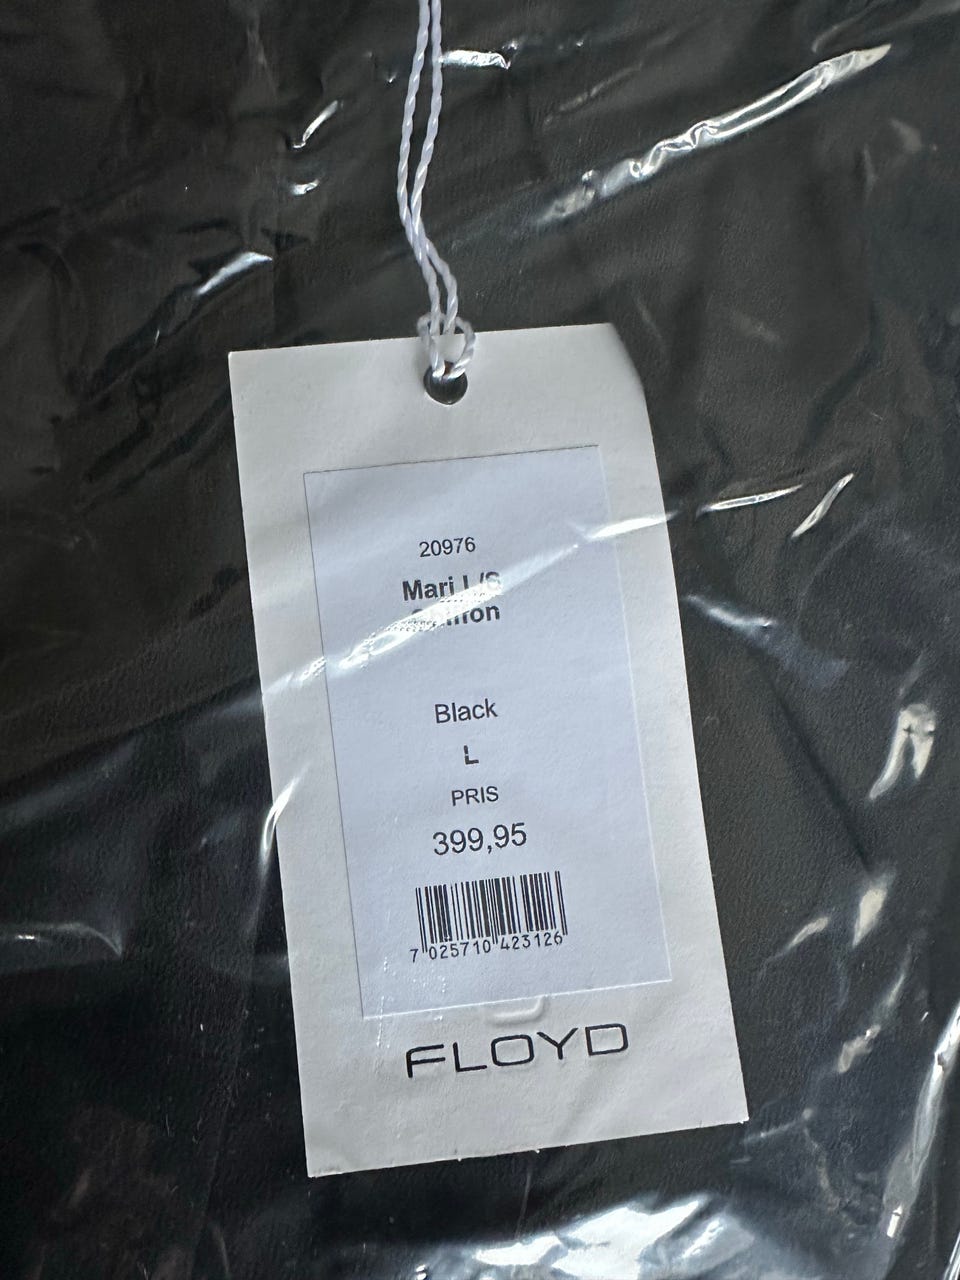 20976
Mari L/S
Black
L
PRIS
399,95
7 025710 423126
FLOYD